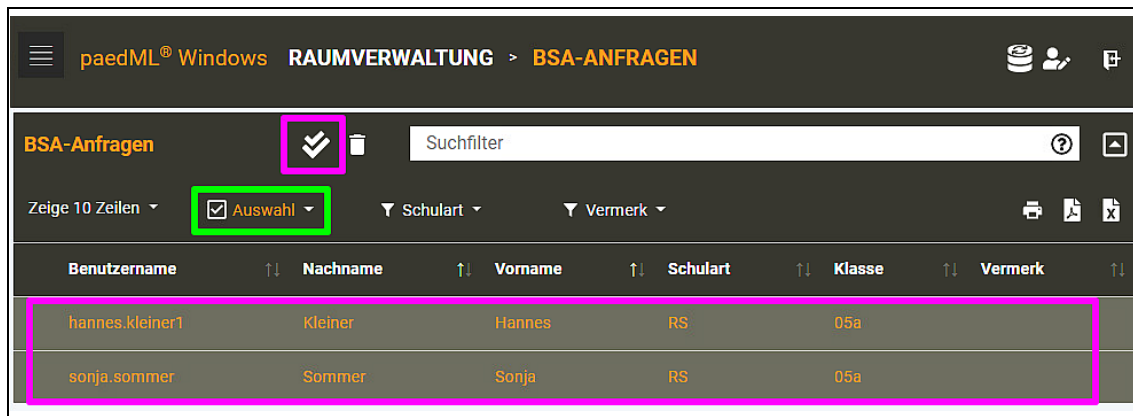 paedML® Windows RAUMVERWALTUNG > BSA-ANFRAGEN
BSA-Anfragen Suchfilter
Zeige 10 Zeilen Auswahl Schulart Vermerk
Benutzername Nachname Vorname Schulart Klasse Vermerk
hannes.kleiner1 Kleiner Hannes RS 05a
sonja.sommer Sommer Sonja RS 05a